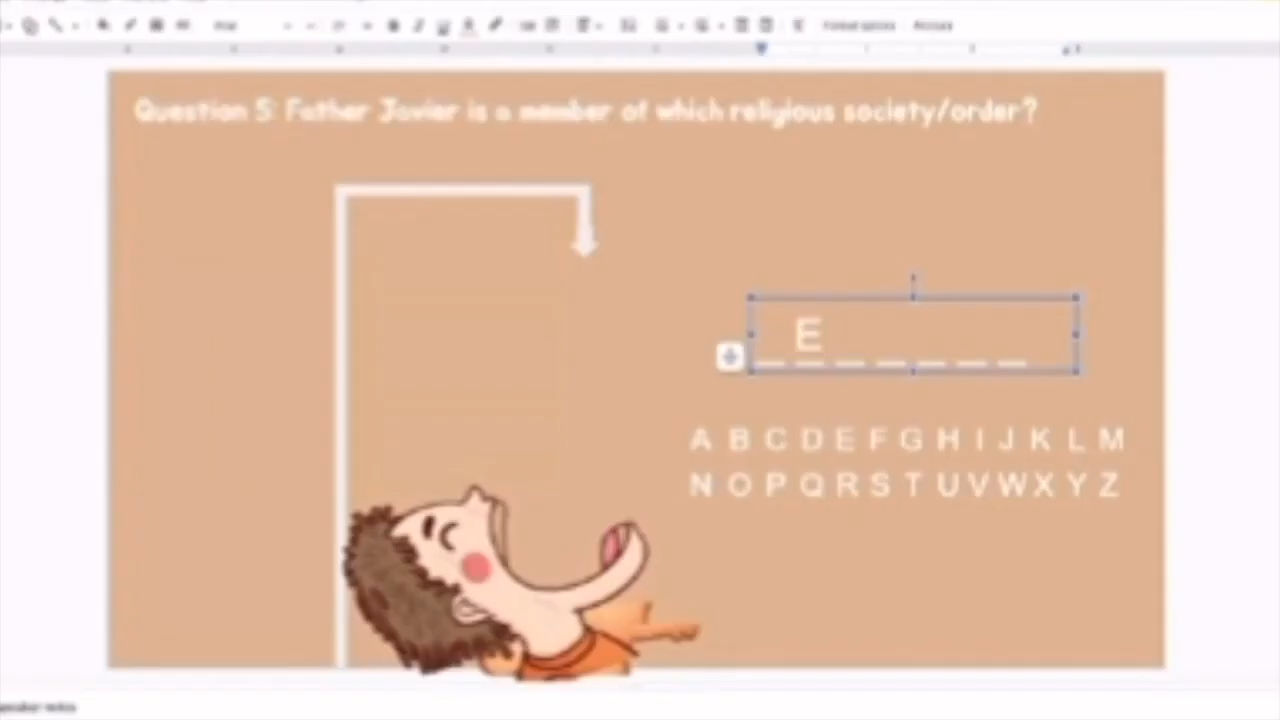 Question 5: Father Javier is a member of which religious society/order?
E
_ _ _ _ _ _ _
A B C D E F G H I J K L M
N O P Q R S T U V W X Y Z